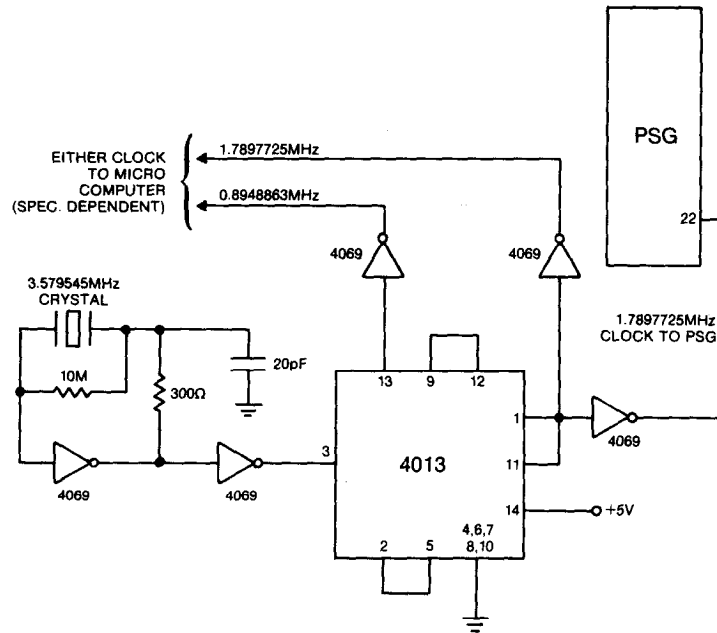 PSG
22
1.7897725MHz
EITHER CLOCK
TO MICRO
COMPUTER
(SPEC. DEPENDENT)
0.8948863MHz
4069
4069
3.579545MHz
CRYSTAL
1.7897725MHz
CLOCK TO PSG
20pF
10M
300Ω
13
9
12
1
4069
3
4013
11
4069
4069
14
+5V
4,6,7
2
5
8,10